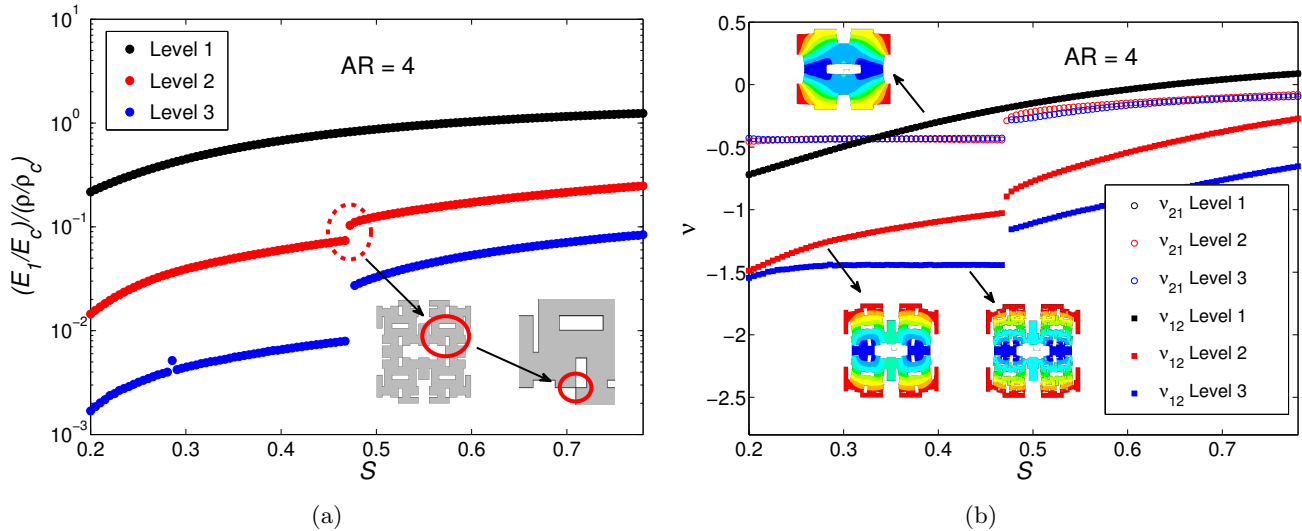 10^1
10^0
10^-1
10^-2
10^-3
(E_1/E_c)/(ρ/ρ_c)
Level 1
Level 2
Level 3
AR = 4
0.2 0.3 0.4 0.5 0.6 0.7
S
(a)
0.5
0
−0.5
−1
−1.5
−2
−2.5
ν
AR = 4
ν_21 Level 1
ν_21 Level 2
ν_21 Level 3
ν_12 Level 1
ν_12 Level 2
ν_12 Level 3
0.2 0.3 0.4 0.5 0.6 0.7
S
(b)